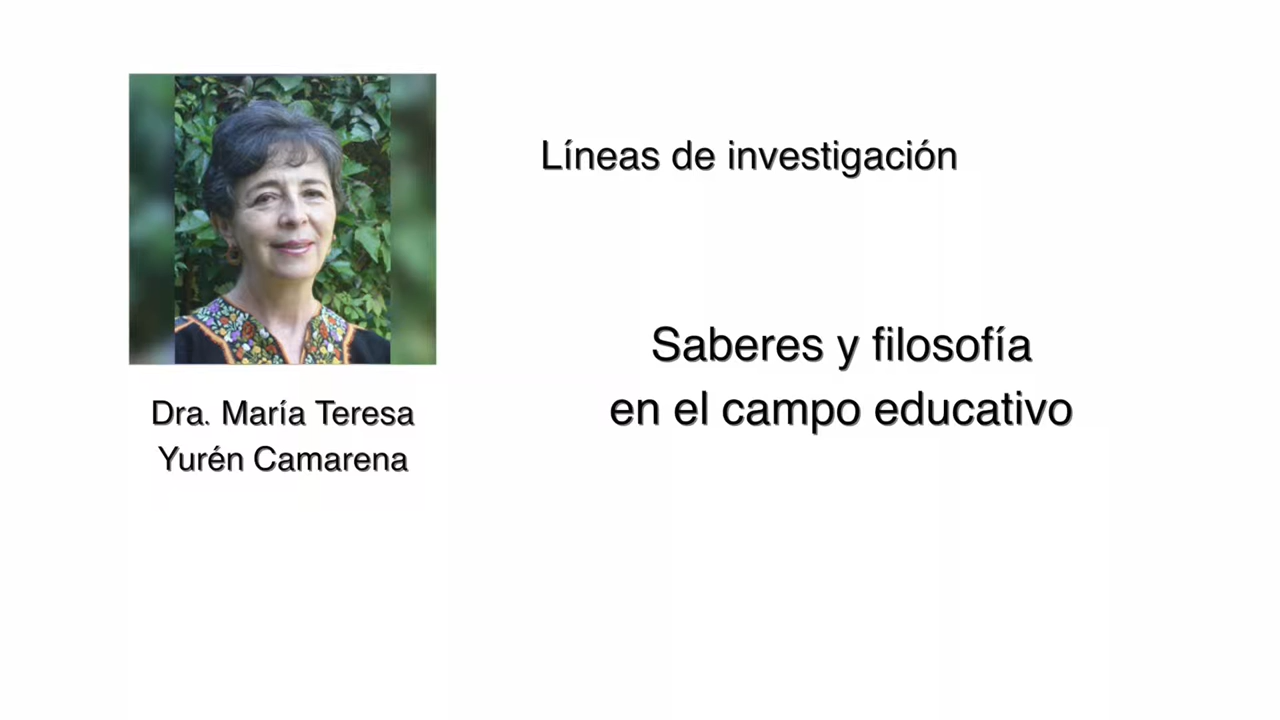 Líneas de investigación
Saberes y filosofía
en el campo educativo
Dra. María Teresa
Yurén Camarena